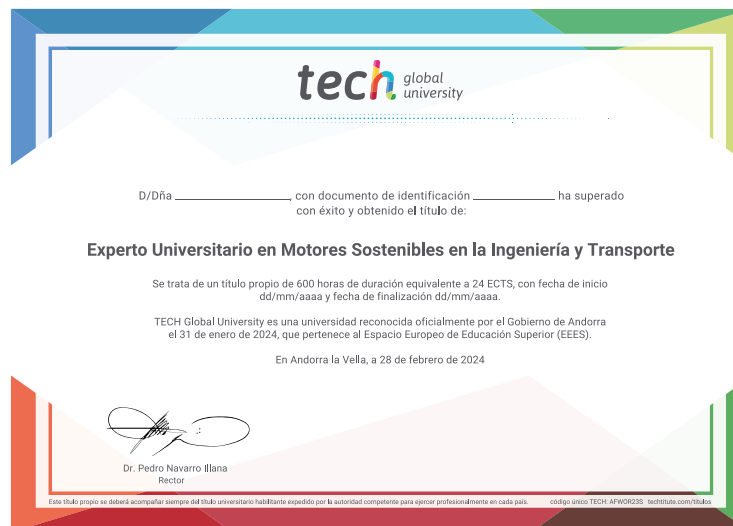 tech global
university
D/Dña ____________________, con documento de identificación ______________ ha superado
con éxito y obtenido el título de:
Experto Universitario en Motores Sostenibles en la Ingeniería y Transporte
Se trata de un título propio de 600 horas de duración equivalente a 24 ECTS, con fecha de inicio
dd/mm/aaaa y fecha de finalización dd/mm/aaaa.
TECH Global University es una universidad reconocida oficialmente por el Gobierno de Andorra
el 31 de enero de 2024, que pertenece al Espacio Europeo de Educación Superior (EEES).
En Andorra la Vella, a 28 de febrero de 2024
Dr. Pedro Navarro Illana
Rector
Este título propio se deberá acompañar siempre del título universitario habilitante expedido por la autoridad competente para ejercer profesionalmente en cada país. código único TECH: AFWOR23S techtitute.com/titulos